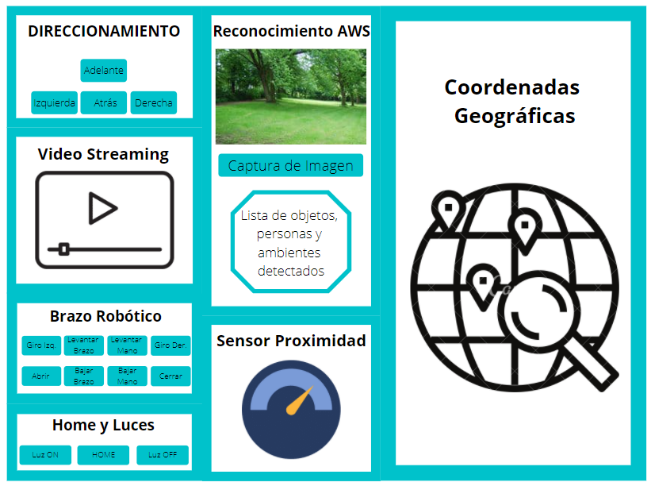 DIRECCIONAMIENTO
Adelante
Izquierda Atrás Derecha
Video Streaming
Brazo Robótico
Giro Izq Levantar Brazo Levantar Mano Giro Der.
Abrir Bajar Brazo Bajar Mano Cerrar
Home y Luces
Luz ON HOME Luz OFF
Reconocimiento AWS
Captura de Imagen
Lista de objetos,
personas y
ambientes
detectados
Sensor Proximidad
Coordenadas
Geográficas